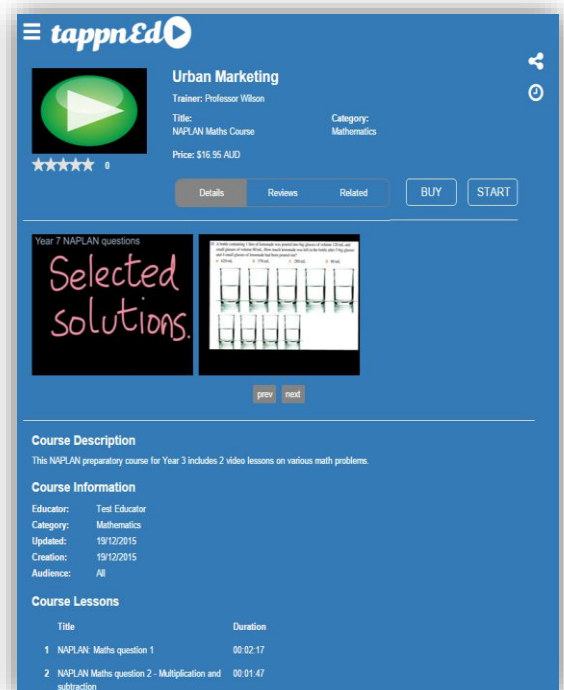 tappnEd
Urban Marketing
Trainer: Professor Wilson
Title: Category:
NAPLAN Maths Course Mathematics
Price: $16.95 AUD
0
Details Reviews Related BUY START
Year 7 NAPLAN questions
Selected
solutions.
prev next
Course Description
This NAPLAN preparatory course for Year 3 includes 2 video lessons on various math problems.
Course Information
Educator: Test Educator
Category: Mathematics
Updated: 19/12/2015
Creation: 19/12/2015
Audience: All
Course Lessons
Title Duration
1 NAPLAN: Maths question 1 00:02:17
2 NAPLAN Maths question 2 - Multiplication and 00:01:47
subtraction